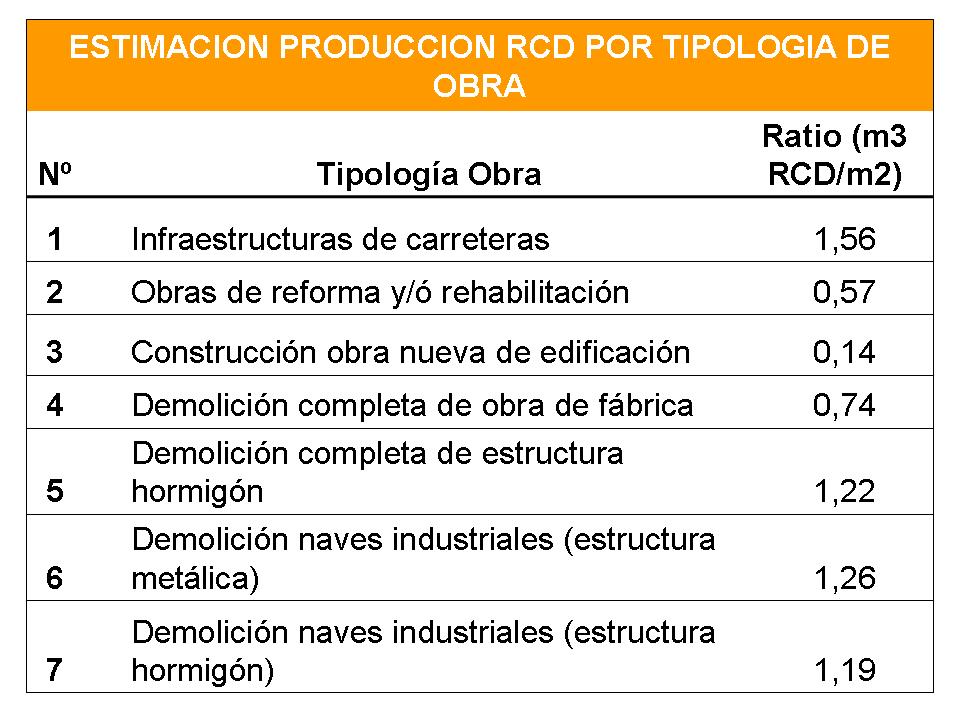 ESTIMACION PRODUCCION RCD POR TIPOLOGIA DE
OBRA
Nº Tipología Obra Ratio (m3
RCD/m2)
1 Infraestructuras de carreteras 1,56
2 Obras de reforma y/ó rehabilitación 0,57
3 Construcción obra nueva de edificación 0,14
4 Demolición completa de obra de fábrica 0,74
Demolición completa de estructura
5 hormigón 1,22
Demolición naves industriales (estructura
6 metálica) 1,26
Demolición naves industriales (estructura
7 hormigón) 1,19